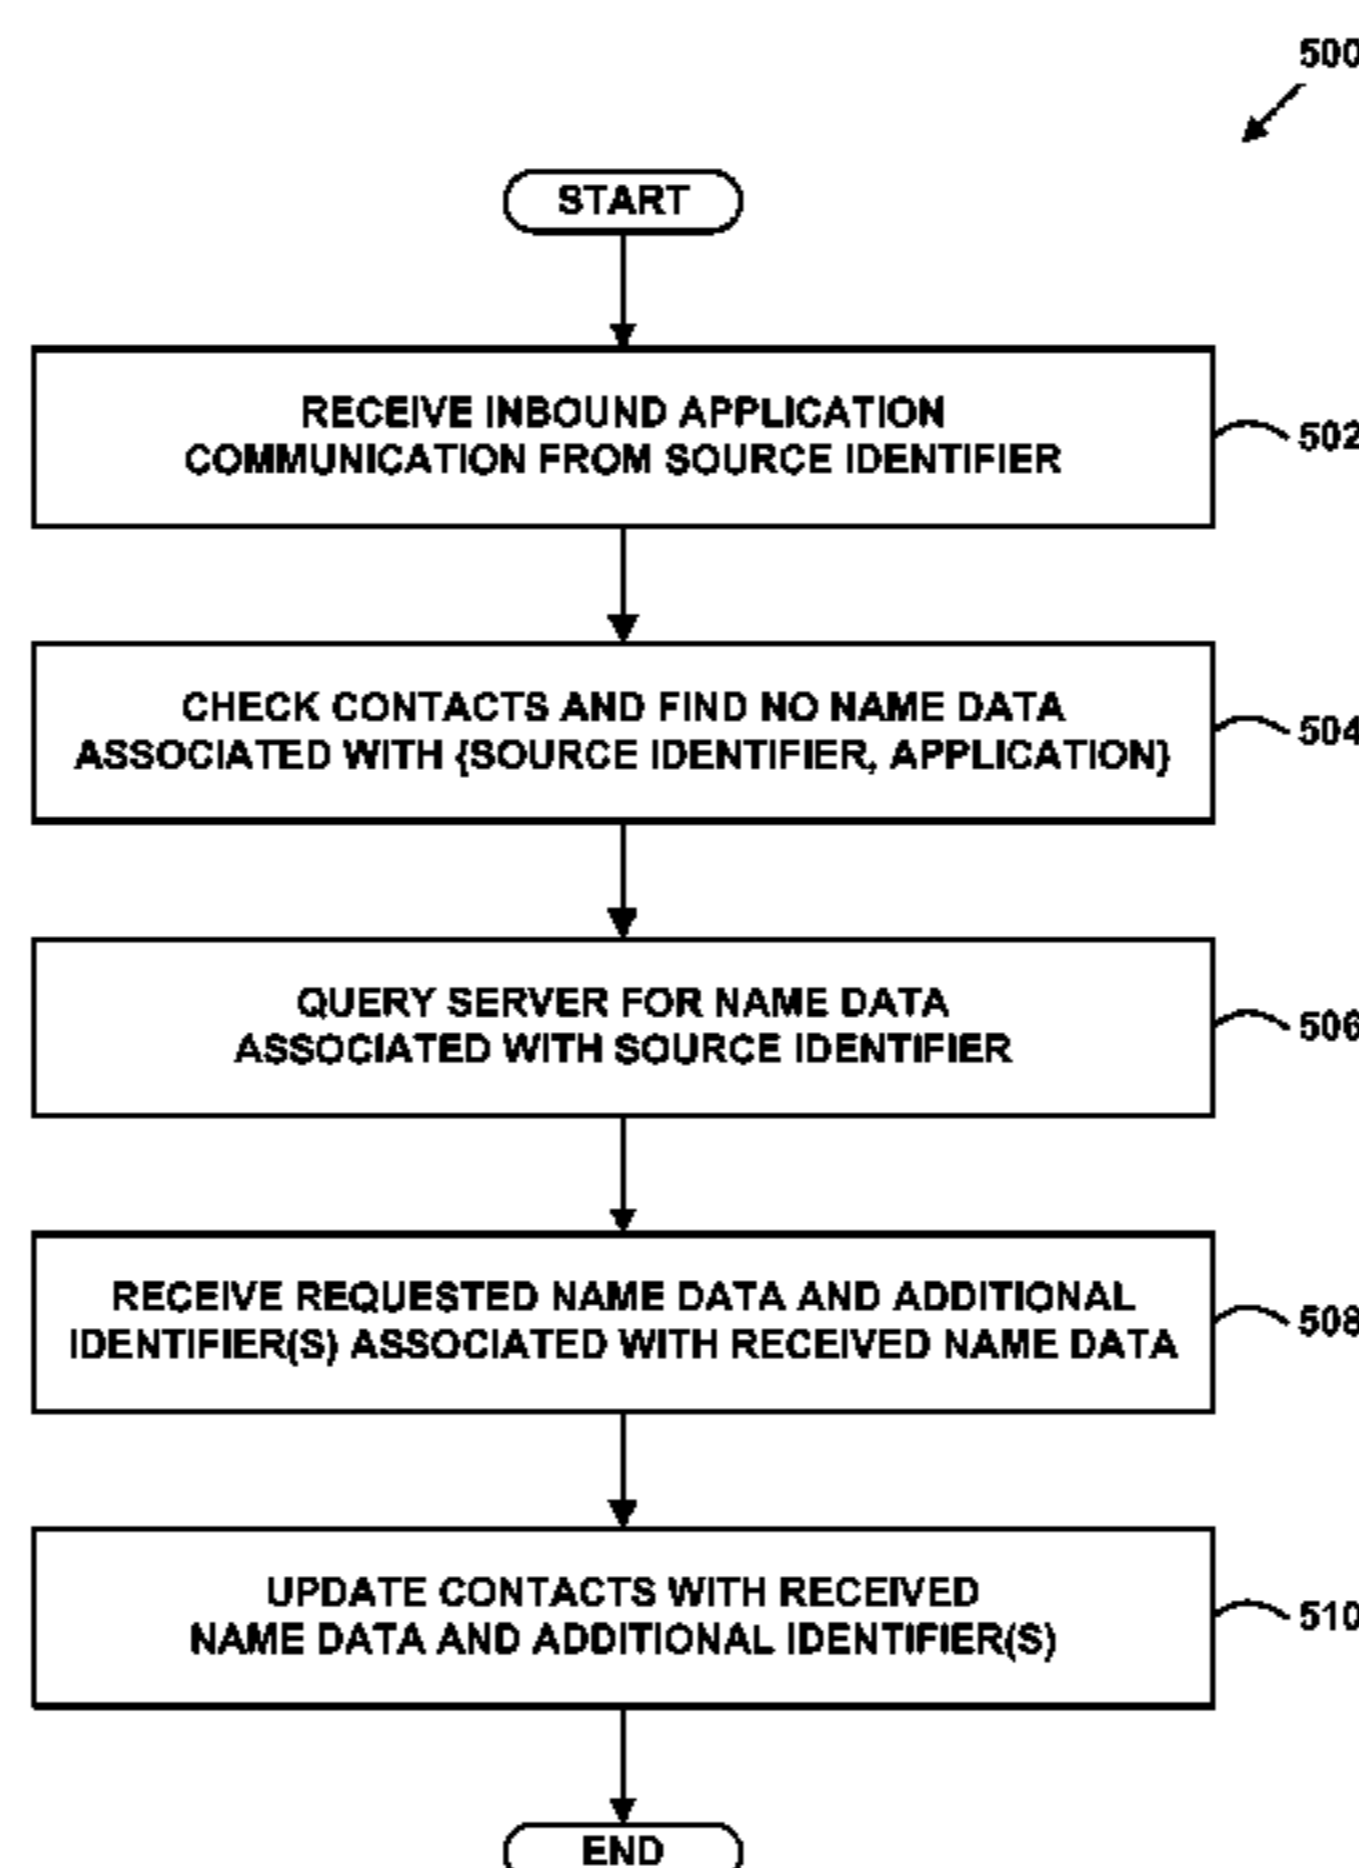 500
START
RECEIVE INBOUND APPLICATION
COMMUNICATION FROM SOURCE IDENTIFIER
502
CHECK CONTACTS AND FIND NO NAME DATA
ASSOCIATED WITH {SOURCE IDENTIFIER, APPLICATION}
504
QUERY SERVER FOR NAME DATA
ASSOCIATED WITH SOURCE IDENTIFIER
506
RECEIVE REQUESTED NAME DATA AND ADDITIONAL
IDENTIFIER(S) ASSOCIATED WITH RECEIVED NAME DATA
508
UPDATE CONTACTS WITH RECEIVED
NAME DATA AND ADDITIONAL IDENTIFIER(S)
510
END